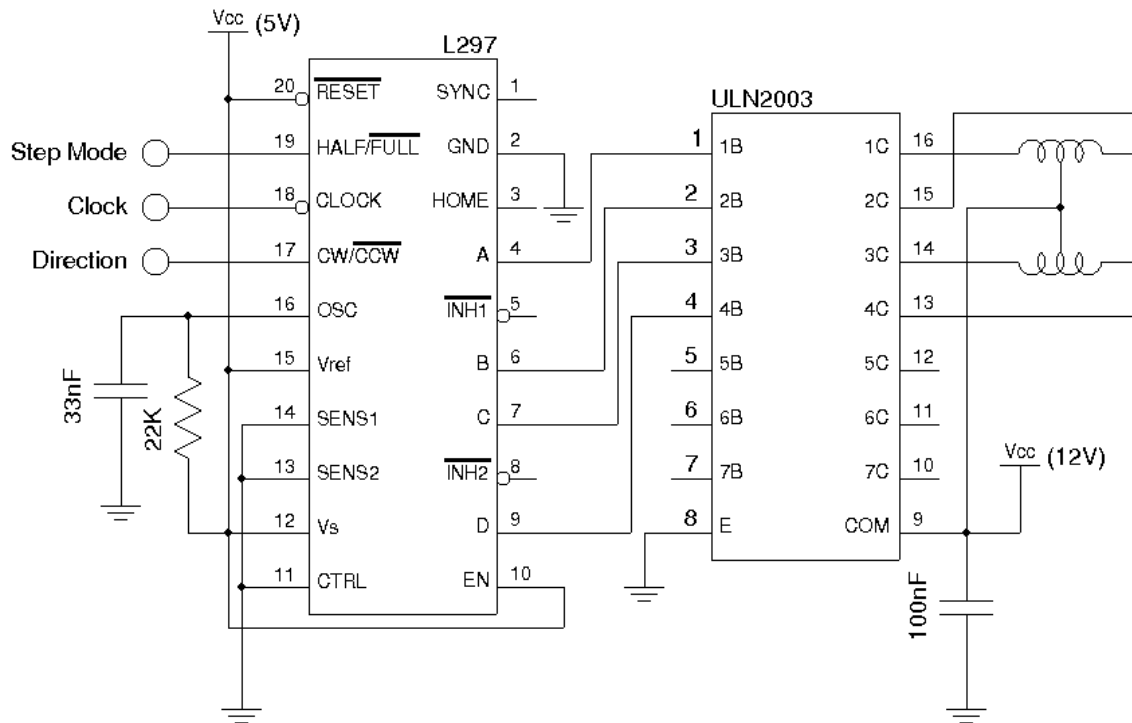 Vcc (5V)
L297
20 RESET SYNC 1
Step Mode 19 HALF/FULL GND 2
Clock 18 CLOCK HOME 3
Direction 17 CW/CCW A 4
16 OSC INH1 5
15 Vref B 6
14 SENS1 C 7
13 SENS2 INH2 8
12 Vs D 9
11 CTRL EN 10
33nF
22K
ULN2003
1 1B 1C 16
2 2B 2C 15
3 3B 3C 14
4 4B 4C 13
5 5B 5C 12
6 6B 6C 11
7 7B 7C 10
8 E COM 9
Vcc (12V)
100nF